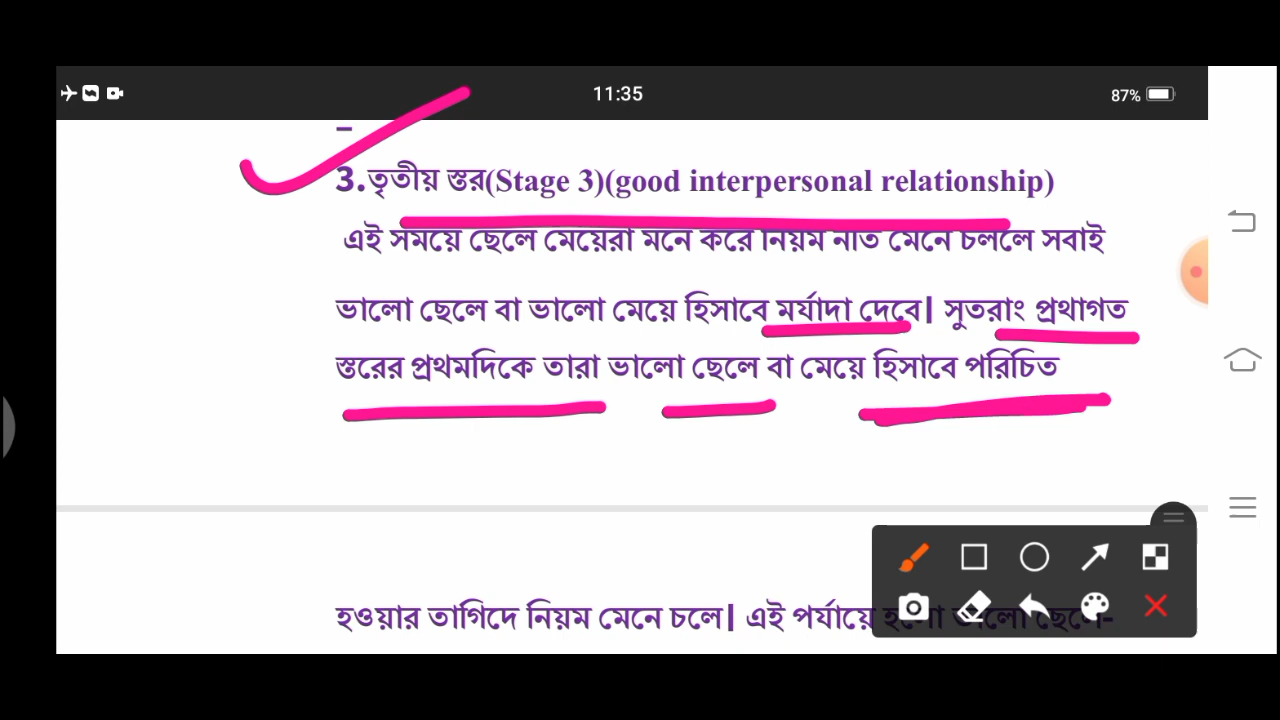 11:35
87%
3.তৃতীয় স্তর(Stage 3)(good interpersonal relationship)
এই সময়ে ছেলে মেয়েরা মনে করে নিয়ম নীতি মেনে চললে সবাই
ভালো ছেলে বা ভালো মেয়ে হিসাবে মর্যাদা দেবে| সুতরাং প্রথাগত
স্তরের প্রথমদিকে তারা ভালো ছেলে বা মেয়ে হিসাবে পরিচিত
হওয়ার তাগিদে নিয়ম মেনে চলে| এই পর্যায়ে হলো ভালো ছেলে-